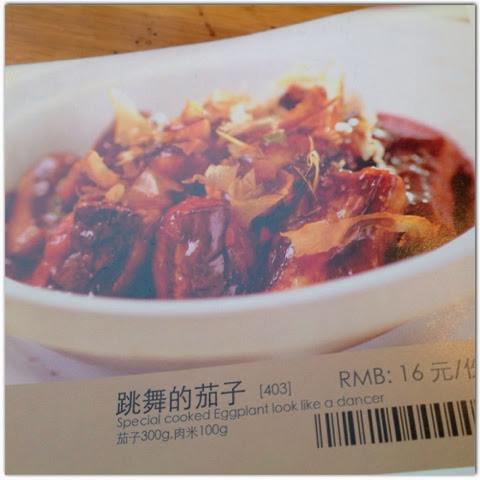 跳舞的茄子 [403] RMB: 16 元/份
Special cooked Eggplant look like a dancer
茄子300g,肉米100g